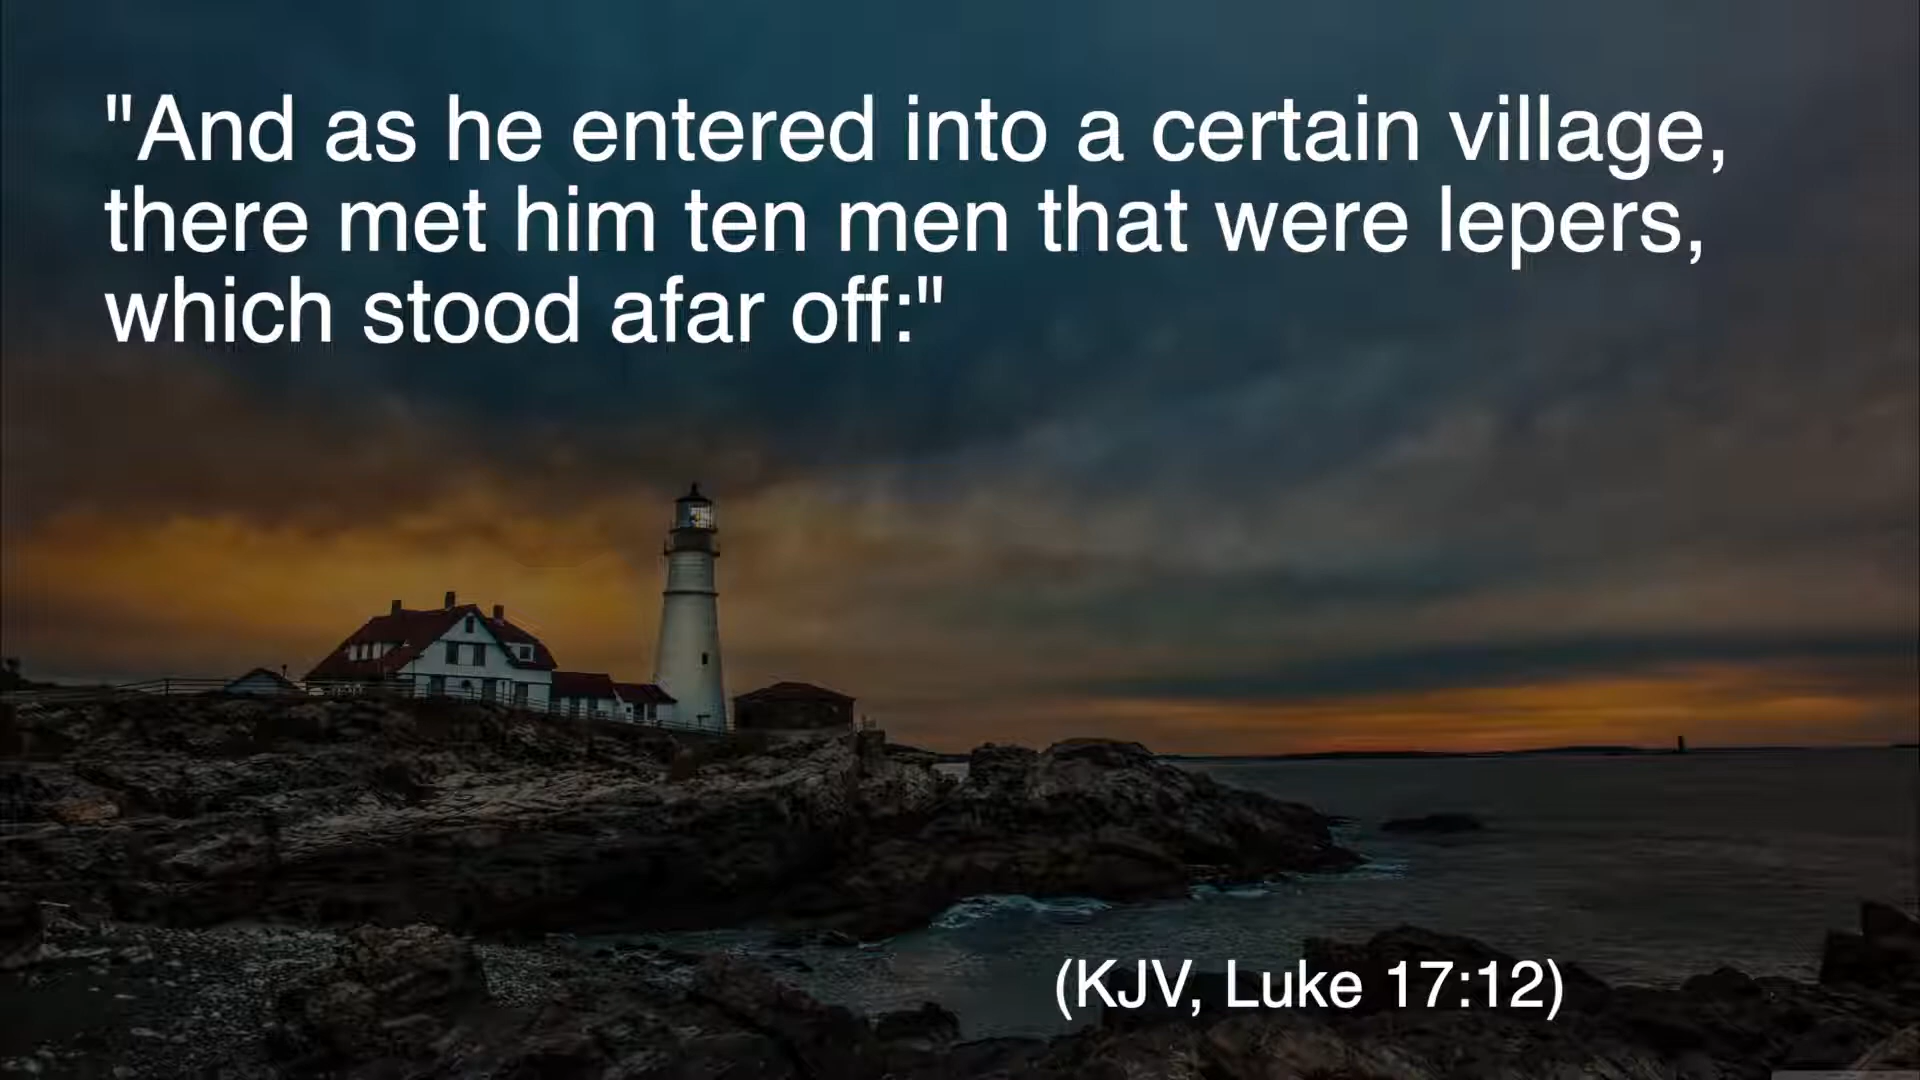 "And as he entered into a certain village,
there met him ten men that were lepers,
which stood afar off:"
(KJV, Luke 17:12)